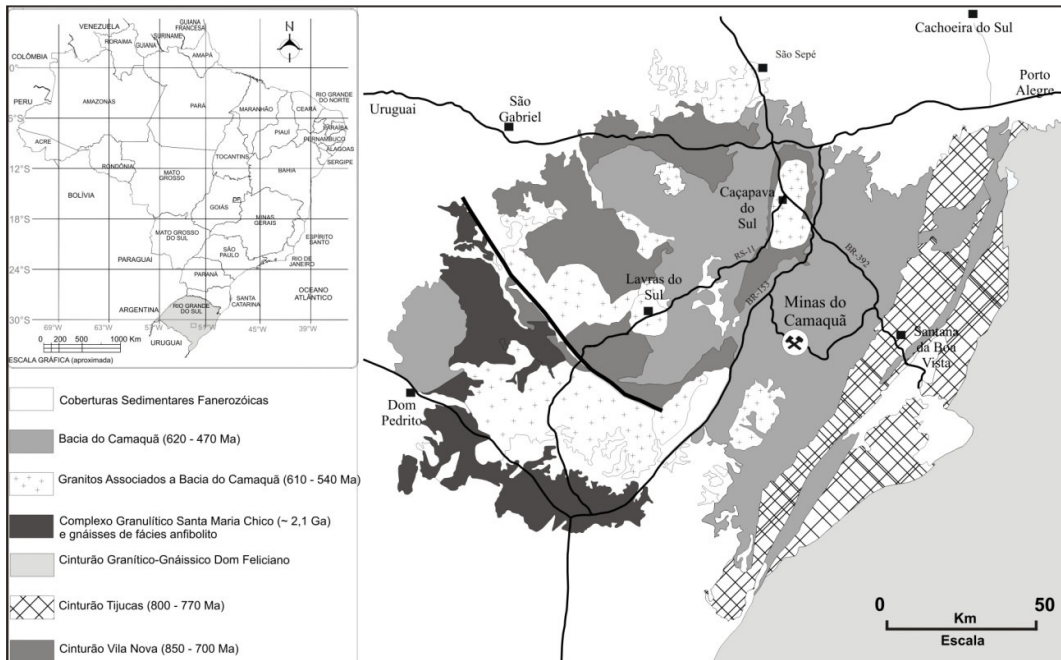 VENEZUELA
GUIANA
FRANCESA
SURINAME
GUIANA
RORAIMA
AMAPÁ
COLÔMBIA
N
0°
PERU
AMAZONAS
PARÁ
MARANHÃO
CEARÁ
RIO GRANDE
DO NORTE
PARAÍBA
6°S
PIAUÍ
PERNAMBUCO
ALAGOAS
SERGIPE
ACRE
TOCANTINS
12°S
RONDÔNIA
MATO
GROSSO
BAHIA
BOLÍVIA
GOIÁS
DF
MINAS
GERAIS
18°S
MATO GROSSO
DO SUL
ESPÍRITO
SANTO
SÃO
PAULO
RIO DE
JANEIRO
PARAGUAI
24°S
PARANÁ
OCEANO
ATLÂNTICO
SANTA
CATARINA
ARGENTINA
RIO GRANDE
DO SUL
30°S
69°W
63°W
57°W
51°W
45°W
39°W
URUGUAI
0 200 400 600 1000 Km
ESCALA GRÁFICA (aproximada)
Coberturas Sedimentares Fanerozóicas
Bacia do Camaquã (620 - 470 Ma)
Granitos Associados a Bacia do Camaquã (610 - 540 Ma)
Complexo Granulítico Santa Maria Chico (~ 2,1 Ga)
e gnáisses de fácies anfibolito
Cinturão Granítico-Gnáissico Dom Feliciano
Cinturão Tijucas (800 - 770 Ma)
Cinturão Vila Nova (850 - 700 Ma)
Cachoeira do Sul
São Sepé
Porto
Alegre
Uruguai
São
Gabriel
Caçapava
do Sul
RS-11
BR-392
Lavras do
Sul
BR-153
Minas do
Camaquã
Santana
da Boa
Vista
Dom
Pedrito
0 50
Km
Escala